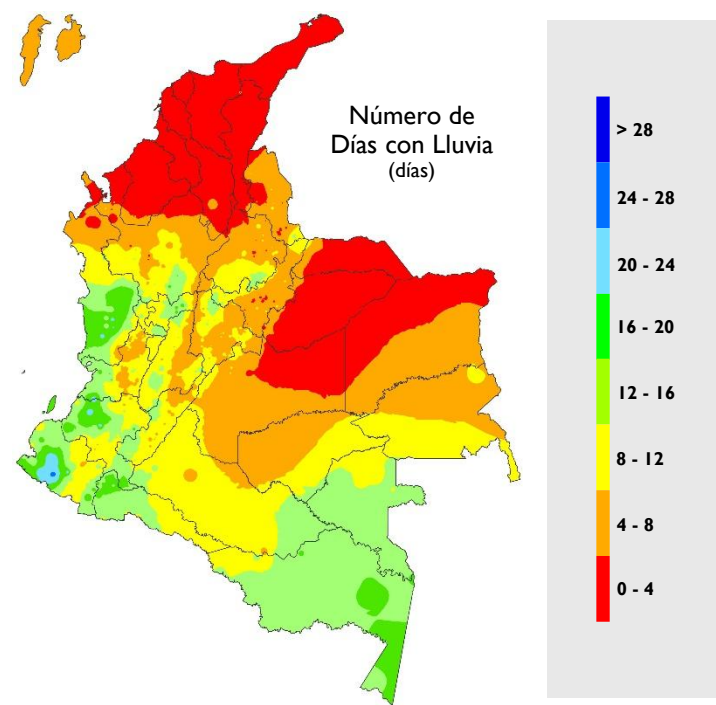 Número de
Días con Lluvia
(días)
> 28
24 - 28
20 - 24
16 - 20
12 - 16
8 - 12
4 - 8
0 - 4